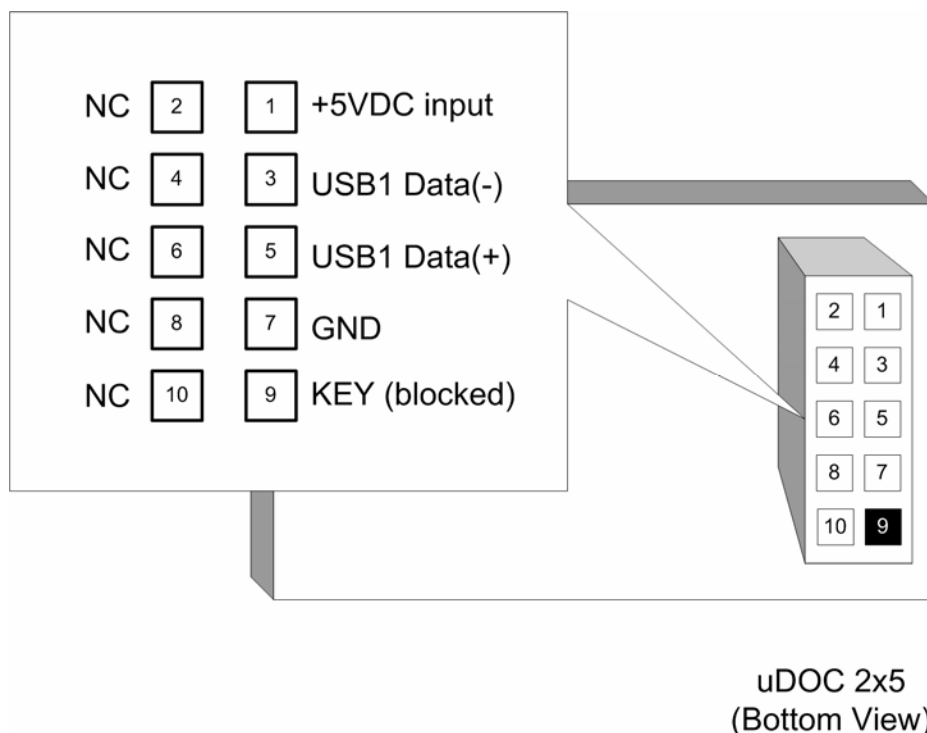 NC 2 1 +5VDC input
NC 4 3 USB1 Data(-)
NC 6 5 USB1 Data(+)
NC 8 7 GND
NC 10 9 KEY (blocked)
2 1
4 3
6 5
8 7
10 9
uDOC 2x5
(Bottom View)